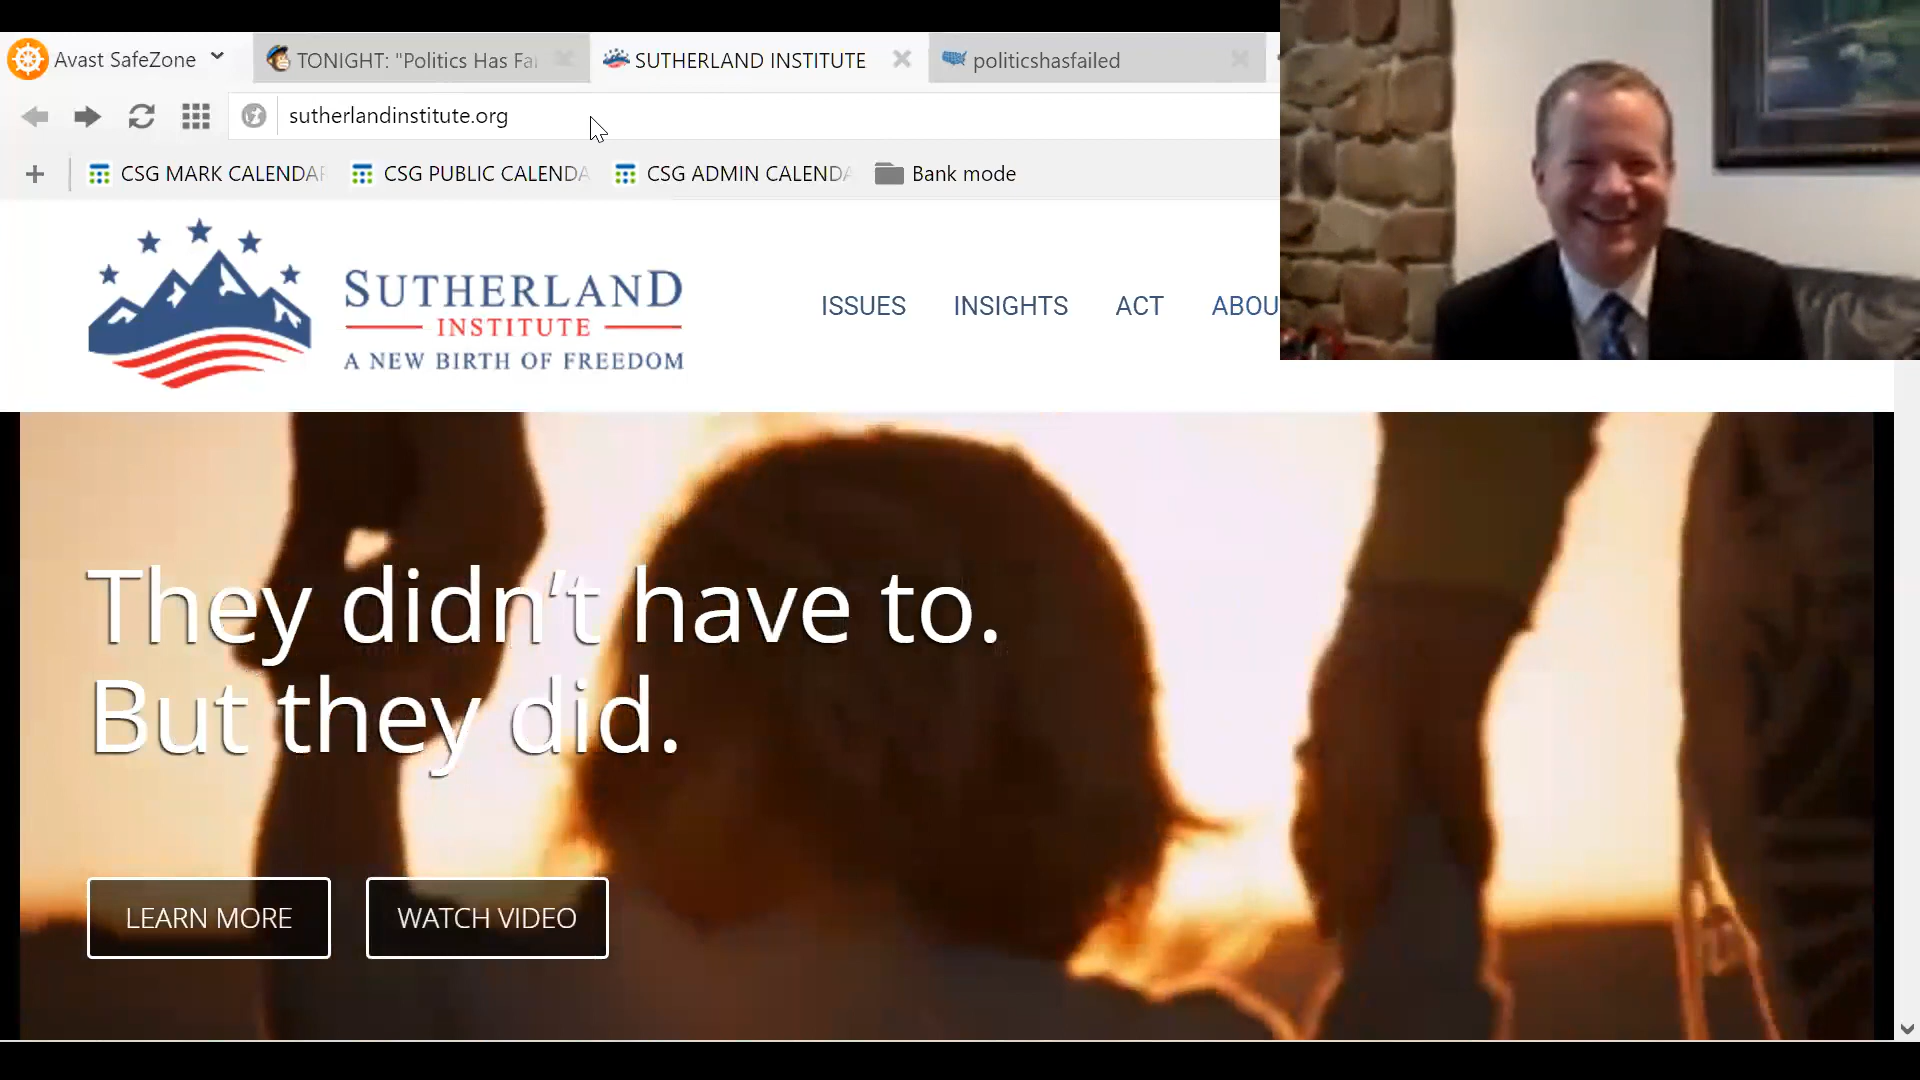 Avast SafeZone
TONIGHT: "Politics Has Fai
SUTHERLAND INSTITUTE
politicshasfailed
sutherlandinstitute.org
CSG MARK CALENDAR
CSG PUBLIC CALENDA
CSG ADMIN CALENDA
Bank mode
SUTHERLAND
INSTITUTE
A NEW BIRTH OF FREEDOM
ISSUES
INSIGHTS
ACT
ABOU
They didn't have to.
But they did.
LEARN MORE
WATCH VIDEO